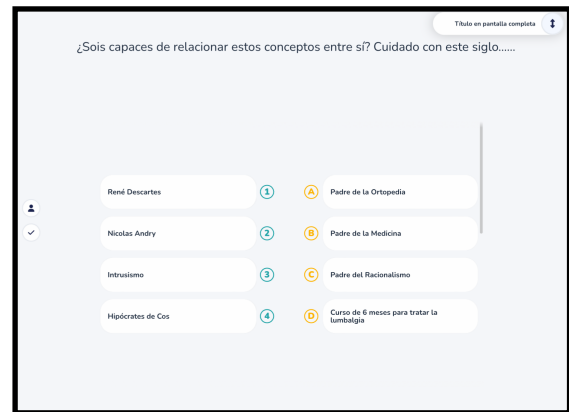 Título en pantalla completa
¿Sois capaces de relacionar estos conceptos entre sí? Cuidado con este siglo......
René Descartes
1
A
Padre de la Ortopedia
Nicolas Andry
2
B
Padre de la Medicina
Intrusismo
3
C
Padre del Racionalismo
Hipócrates de Cos
4
D
Curso de 6 meses para tratar la
lumbalgia